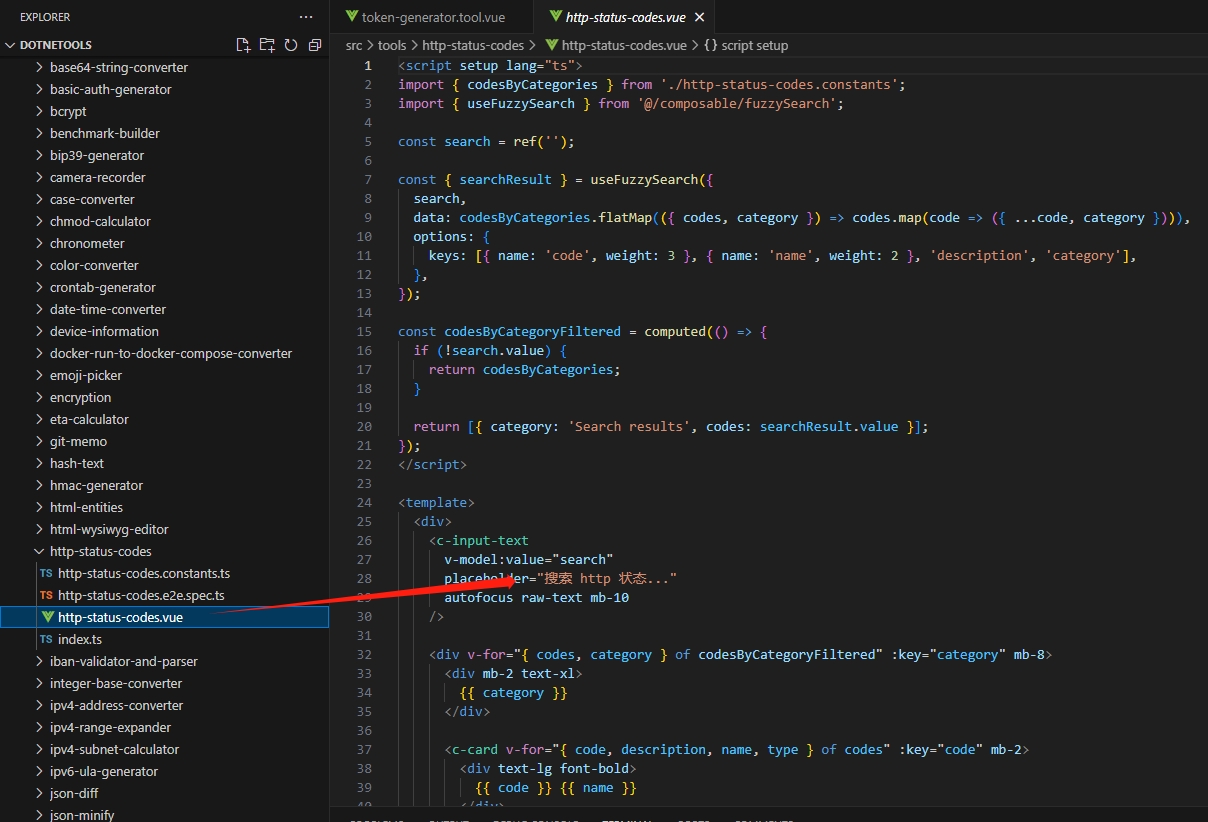 EXPLORER
DOTNETOOLS
base64-string-converter
basic-auth-generator
bcrypt
benchmark-builder
bip39-generator
camera-recorder
case-converter
chmod-calculator
chronometer
color-converter
crontab-generator
date-time-converter
device-information
docker-run-to-docker-compose-converter
emoji-picker
encryption
eta-calculator
git-memo
hash-text
hmac-generator
html-entities
html-wysiwyg-editor
http-status-codes
TS http-status-codes.constants.ts
TS http-status-codes.e2e.spec.ts
http-status-codes.vue
TS index.ts
iban-validator-and-parser
integer-base-converter
ipv4-address-converter
ipv4-range-expander
ipv4-subnet-calculator
ipv6-ula-generator
json-diff
json-minify
token-generator.tool.vue
http-status-codes.vue
src > tools > http-status-codes > http-status-codes.vue > {} script setup
1 <script setup lang="ts">
2 import { codesByCategories } from './http-status-codes.constants';
3 import { useFuzzySearch } from '@/composable/fuzzySearch';
4
5 const search = ref('');
6
7 const { searchResult } = useFuzzySearch({
8 search,
9 data: codesByCategories.flatMap(({ codes, category }) => codes.map(code => ({ ...code, category }))),
10 options: {
11 keys: [{ name: 'code', weight: 3 }, { name: 'name', weight: 2 }, 'description', 'category'],
12 },
13 });
14
15 const codesByCategoryFiltered = computed(() => {
16 if (!search.value) {
17 return codesByCategories;
18 }
19
20 return [{ category: 'Search results', codes: searchResult.value }];
21 });
22 </script>
23
24 <template>
25 <div>
26 <c-input-text
27 v-model:value="search"
28 placeholder="搜索 http 状态..."
29 autofocus raw-text mb-10
30 />
31
32 <div v-for="{ codes, category } of codesByCategoryFiltered" :key="category" mb-8>
33 <div mb-2 text-xl>
34 {{ category }}
35 </div>
36
37 <c-card v-for="{ code, description, name, type } of codes" :key="code" mb-2>
38 <div text-lg font-bold>
39 {{ code }} {{ name }}
40 </div>